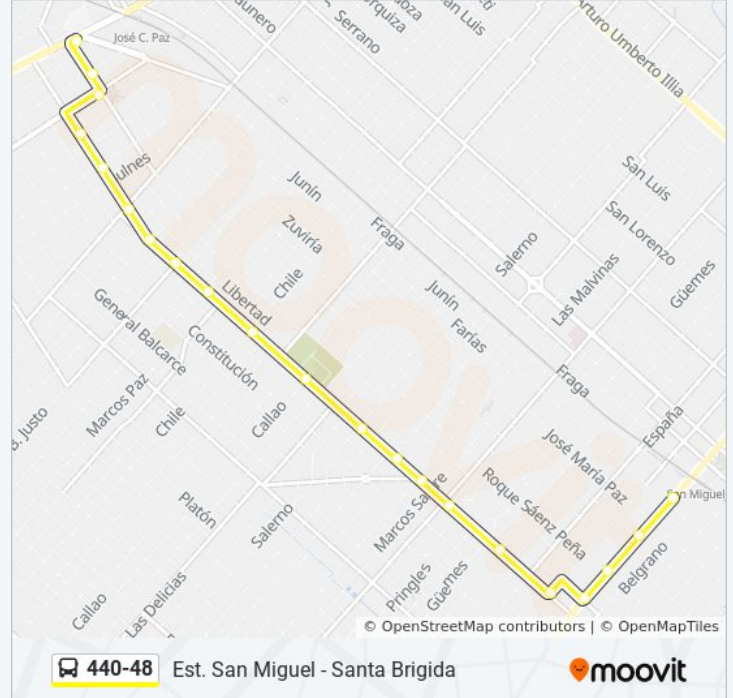 José C. Paz
Serrano
San Luis
Arturo Umberto Illia
San Luis
San Lorenzo
Güemes
Junín
Zuviría
Fraga
Salerno
Las Malvinas
Chile
Libertad
Junín
Farías
General Balcarce
Constitución
Fraga
Marcos Paz
Chile
Callao
España
B. Justo
José María Paz
San Miguel
Roque Sáenz Peña
Platón
Salerno
Belgrano
Pringles
Güemes
Las Delicias
Callao
© OpenStreetMap contributors | © OpenMapTiles
440-48 Est. San Miguel - Santa Brigida
moovit